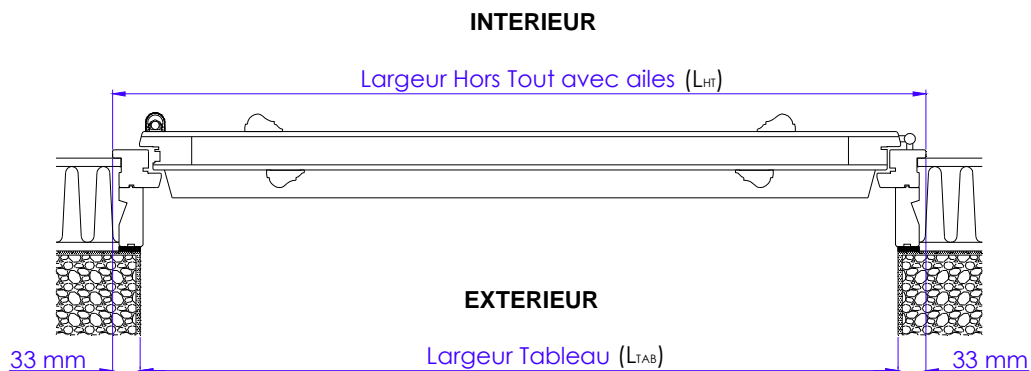 INTERIEUR
Largeur Hors Tout avec ailes (LHT)
EXTERIEUR
33 mm Largeur Tableau (LTAB) 33 mm